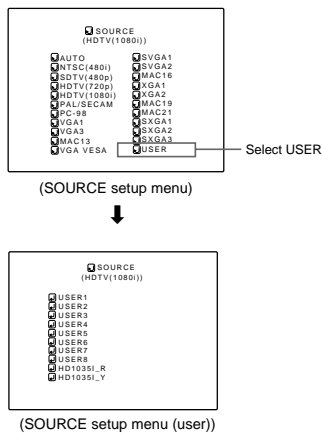 SOURCE
(HDTV(1080i))
AUTO
NTSC(480i)
SDTV(480p)
HDTV(720p)
HDTV(1080i)
PAL/SECAM
PC-98
VGA1
VGA3
MAC13
VGA VESA
SVGA1
SVGA2
MAC16
XGA1
XGA2
MAC19
MAC21
SXGA1
SXGA2
SXGA3
USER
Select USER
(SOURCE setup menu)
SOURCE
(HDTV(1080i))
USER1
USER2
USER3
USER4
USER5
USER6
USER7
USER8
HD1035I_R
HD1035I_Y
(SOURCE setup menu (user))